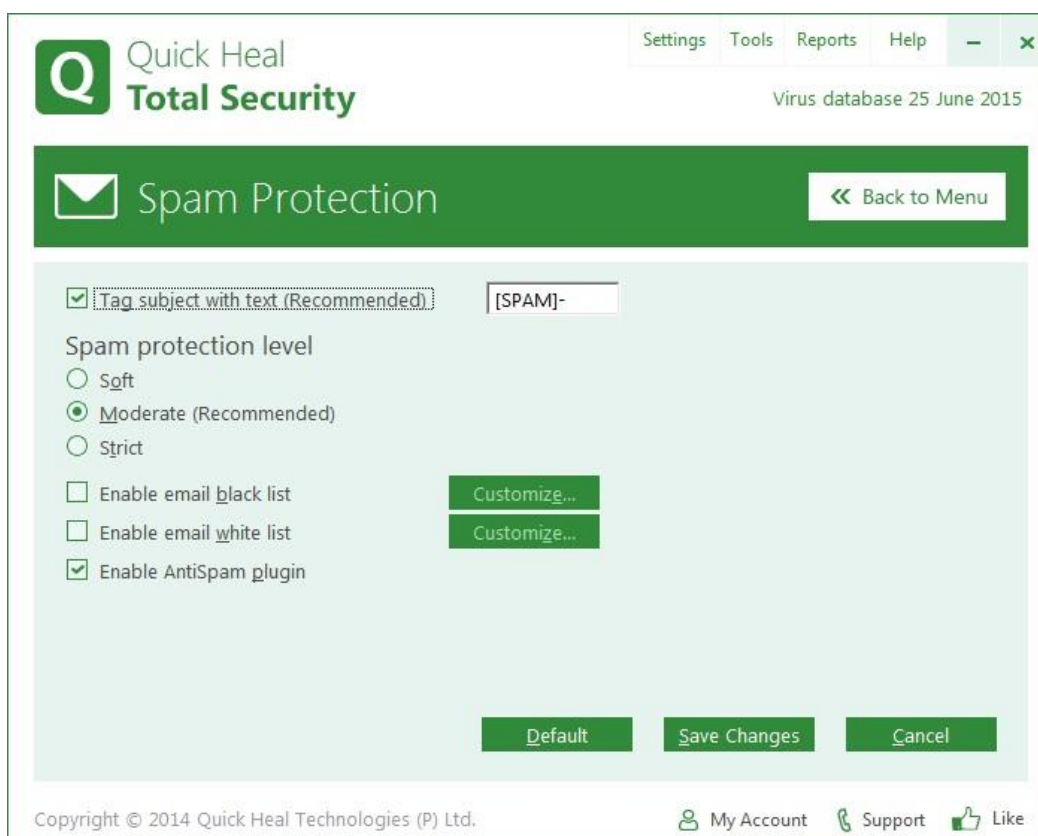 Settings Tools Reports Help
Q Quick Heal
Total Security
Virus database 25 June 2015
Spam Protection
Back to Menu
Tag subject with text (Recommended) [SPAM]-
Spam protection level
Soft
Moderate (Recommended)
Strict
Enable email black list Customize...
Enable email white list Customize...
Enable AntiSpam plugin
Default Save Changes Cancel
Copyright © 2014 Quick Heal Technologies (P) Ltd. My Account Support Like